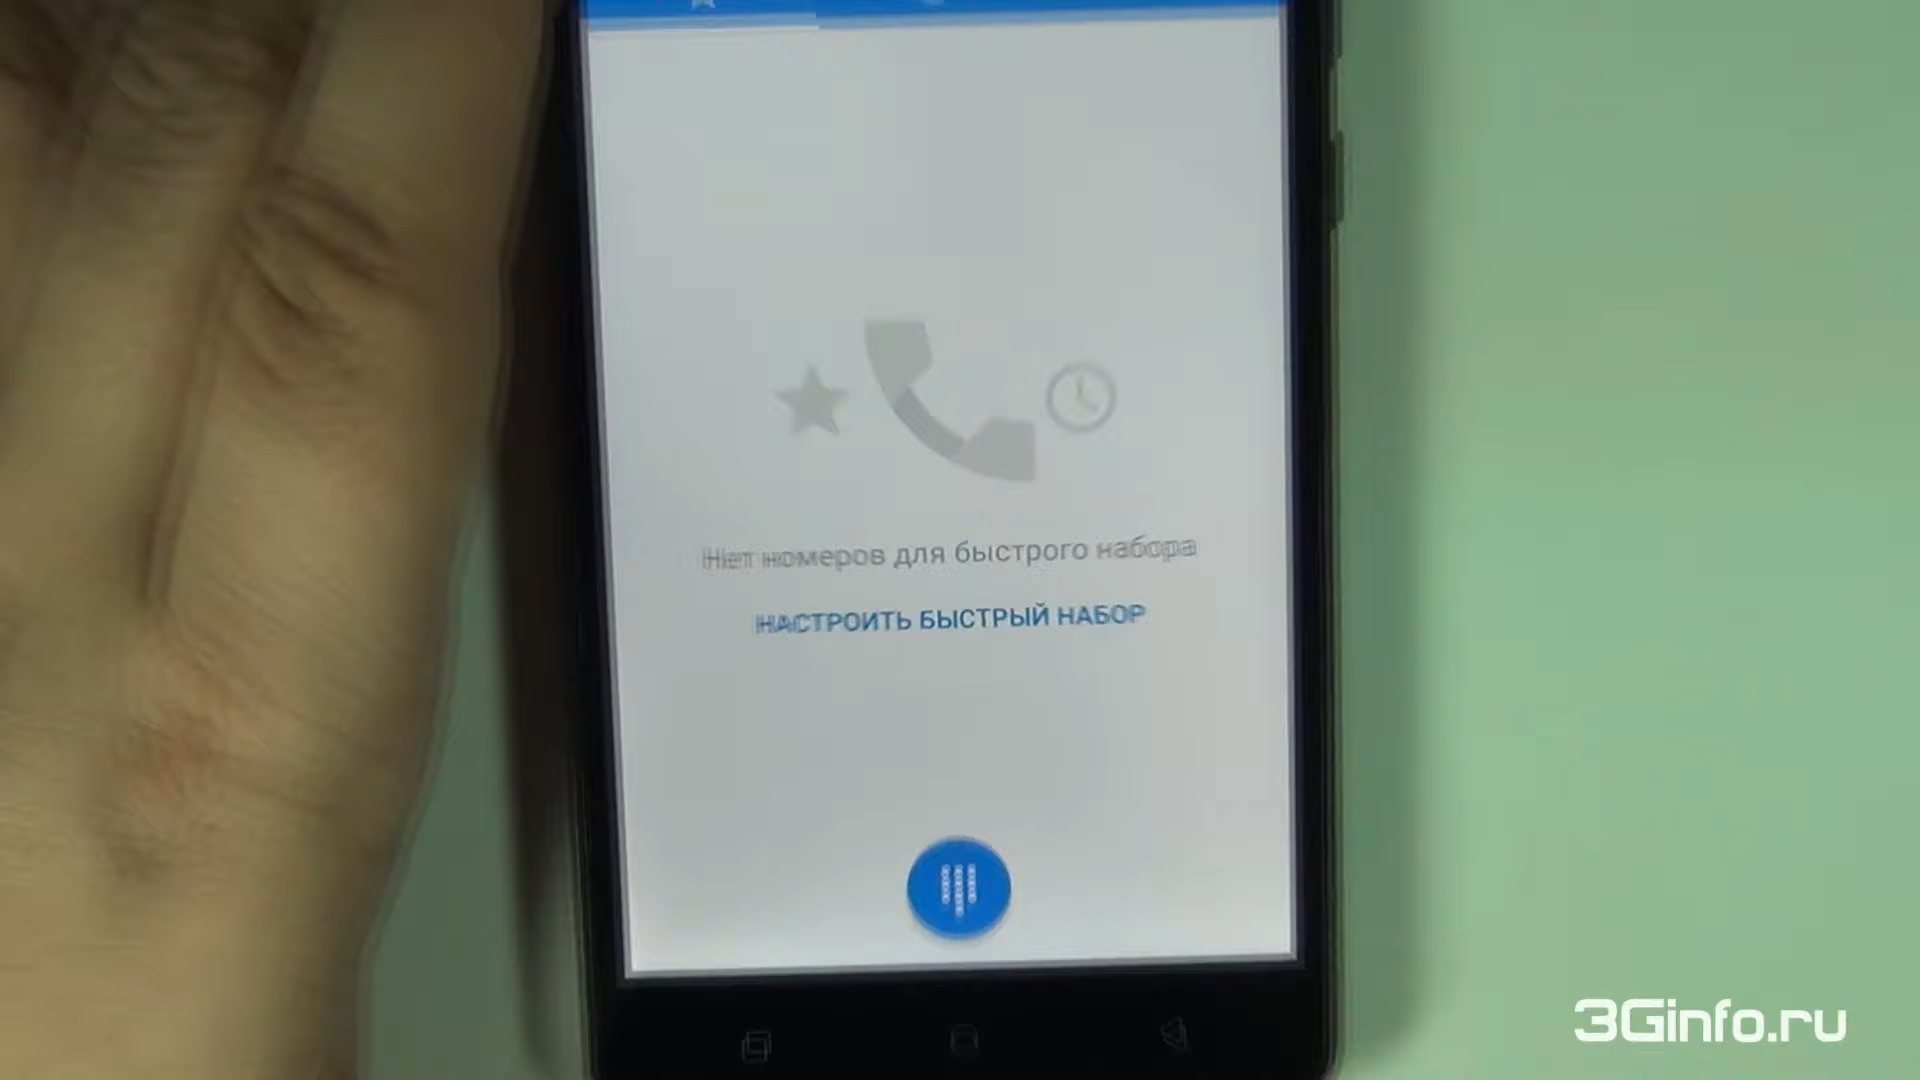 Нет номеров для быстрого набора
НАСТРОИТЬ БЫСТРЫЙ НАБОР
3Ginfo.ru